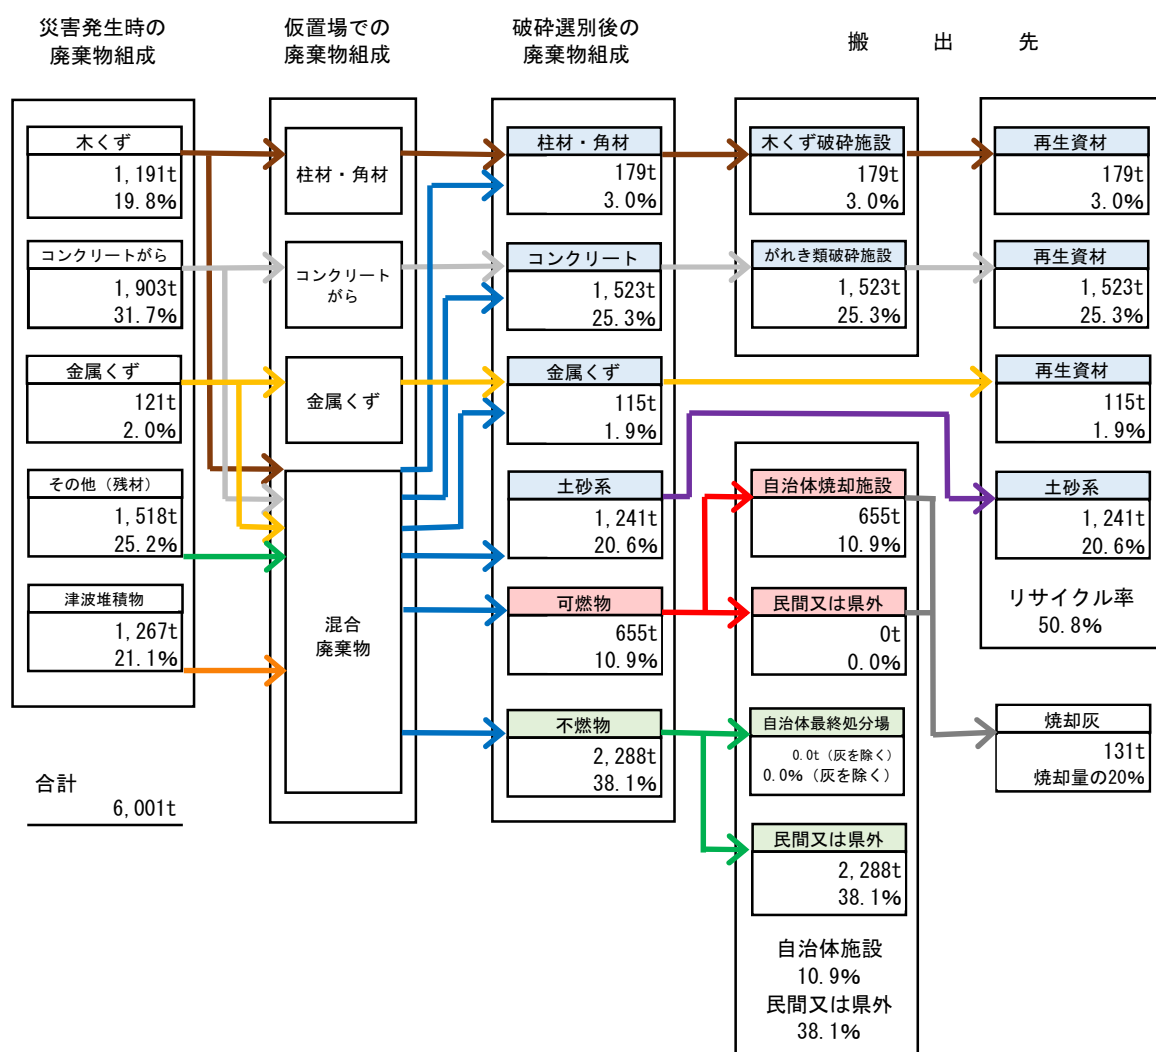 災害発生時の
廃棄物組成
木くず
1,191t
19.8%
コンクリートがら
1,903t
31.7%
金属くず
121t
2.0%
その他（残材）
1,518t
25.2%
津波堆積物
1,267t
21.1%
合計
6,001t
仮置場での
廃棄物組成
柱材・角材
コンクリート
がら
金属くず
混合
廃棄物
破砕選別後の
廃棄物組成
柱材・角材
179t
3.0%
コンクリート
1,523t
25.3%
金属くず
115t
1.9%
土砂系
1,241t
20.6%
可燃物
655t
10.9%
不燃物
2,288t
38.1%
搬　出　先
木くず破砕施設
179t
3.0%
がれき類破砕施設
1,523t
25.3%
自治体焼却施設
655t
10.9%
民間又は県外
0t
0.0%
自治体最終処分場
0.0t（灰を除く）
0.0%（灰を除く）
民間又は県外
2,288t
38.1%
自治体施設
10.9%
民間又は県外
38.1%
再生資材
179t
3.0%
再生資材
1,523t
25.3%
再生資材
115t
1.9%
土砂系
1,241t
20.6%
リサイクル率
50.8%
焼却灰
131t
焼却量の20%